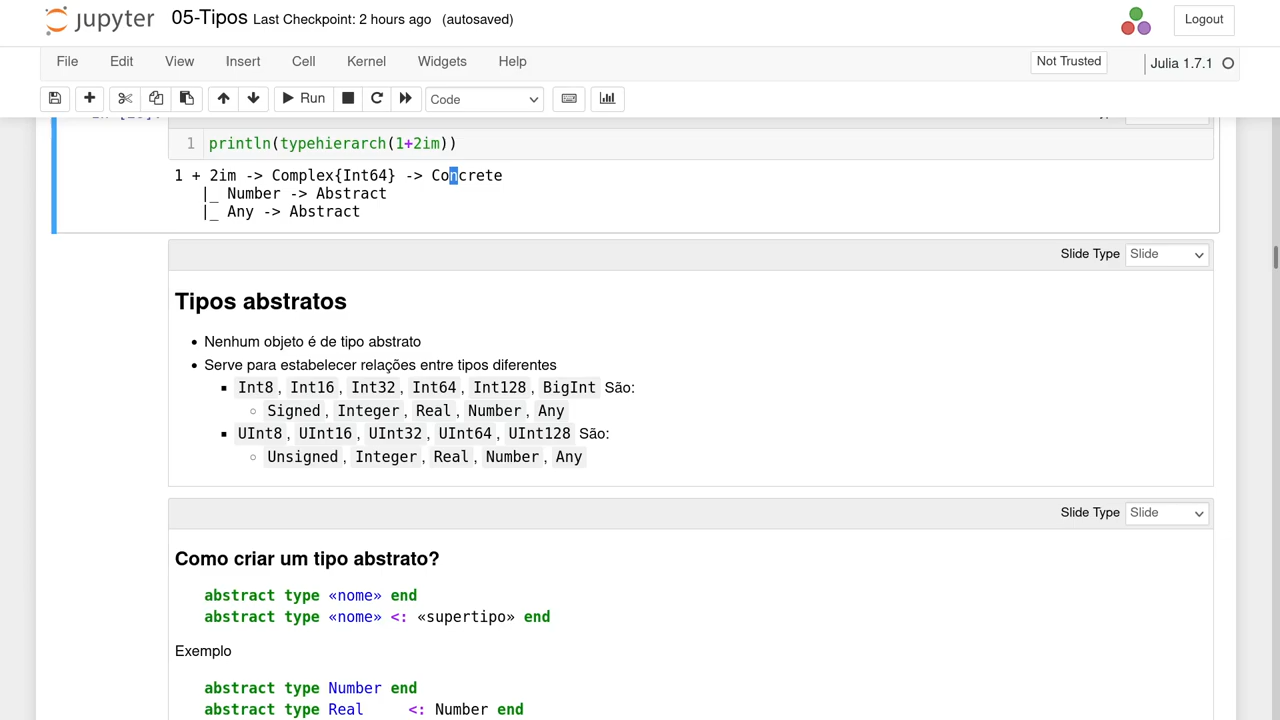 jupyter 05-Tipos Last Checkpoint: 2 hours ago (autosaved) Logout
File Edit View Insert Cell Kernel Widgets Help Not Trusted Julia 1.7.1
Run Code
1 println(typehierarch(1+2im))
1 + 2im -> Complex{Int64} -> Concrete
|_ Number -> Abstract
|_ Any -> Abstract
Slide Type Slide
Tipos abstratos
• Nenhum objeto é de tipo abstrato
• Serve para estabelecer relações entre tipos diferentes
▪ Int8 , Int16 , Int32 , Int64 , Int128 , BigInt São:
◦ Signed , Integer , Real , Number , Any
▪ UInt8 , UInt16 , UInt32 , UInt64 , UInt128 São:
◦ Unsigned , Integer , Real , Number , Any
Slide Type Slide
Como criar um tipo abstrato?
abstract type «nome» end
abstract type «nome» <: «supertipo» end
Exemplo
abstract type Number end
abstract type Real <: Number end